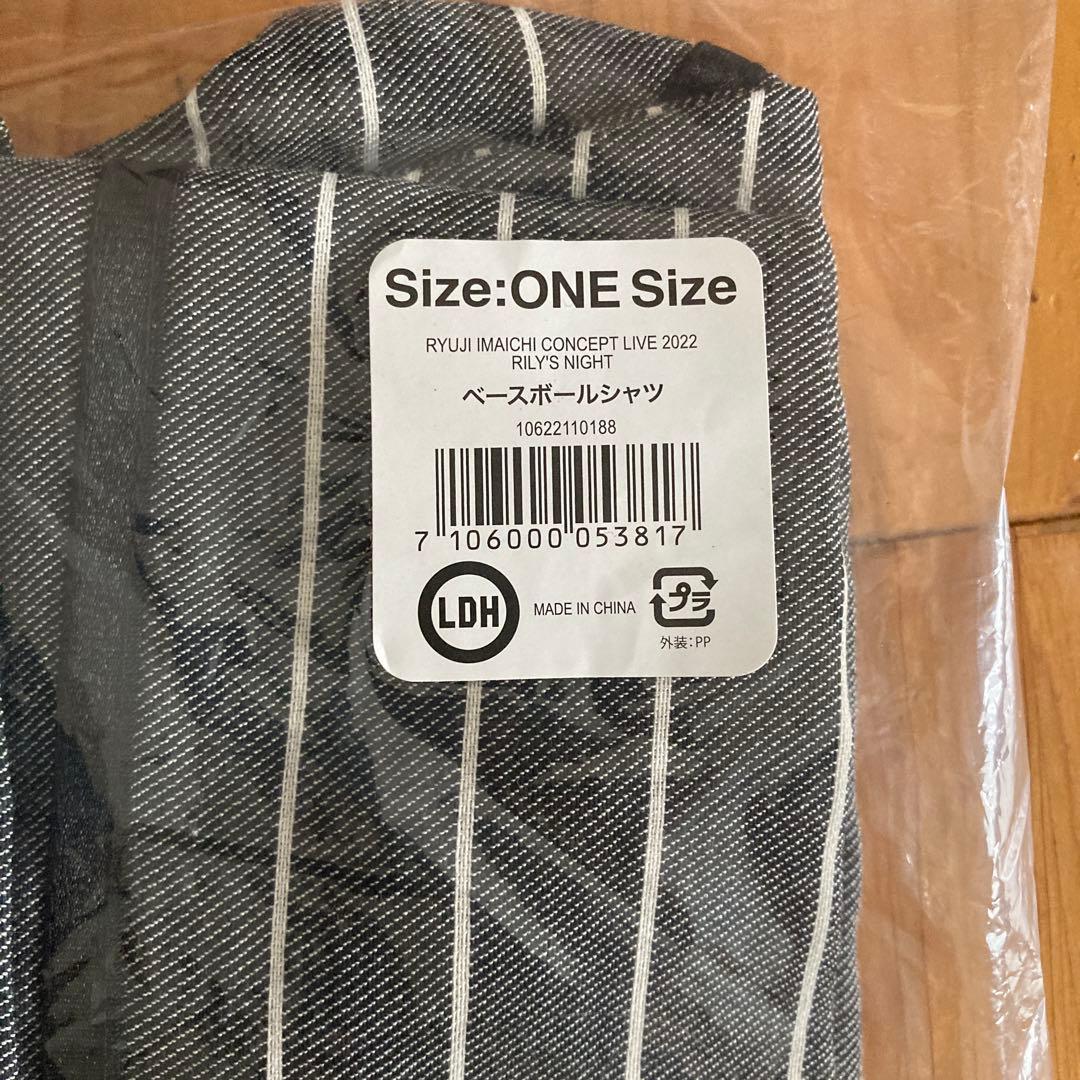 Size:ONE Size
RYUJI IMAICHI CONCEPT LIVE 2022
RILY'S NIGHT
ベースボールシャツ
10622110188
7 106000 053817
LDH
MADE IN CHINA
プラ
外装:PP